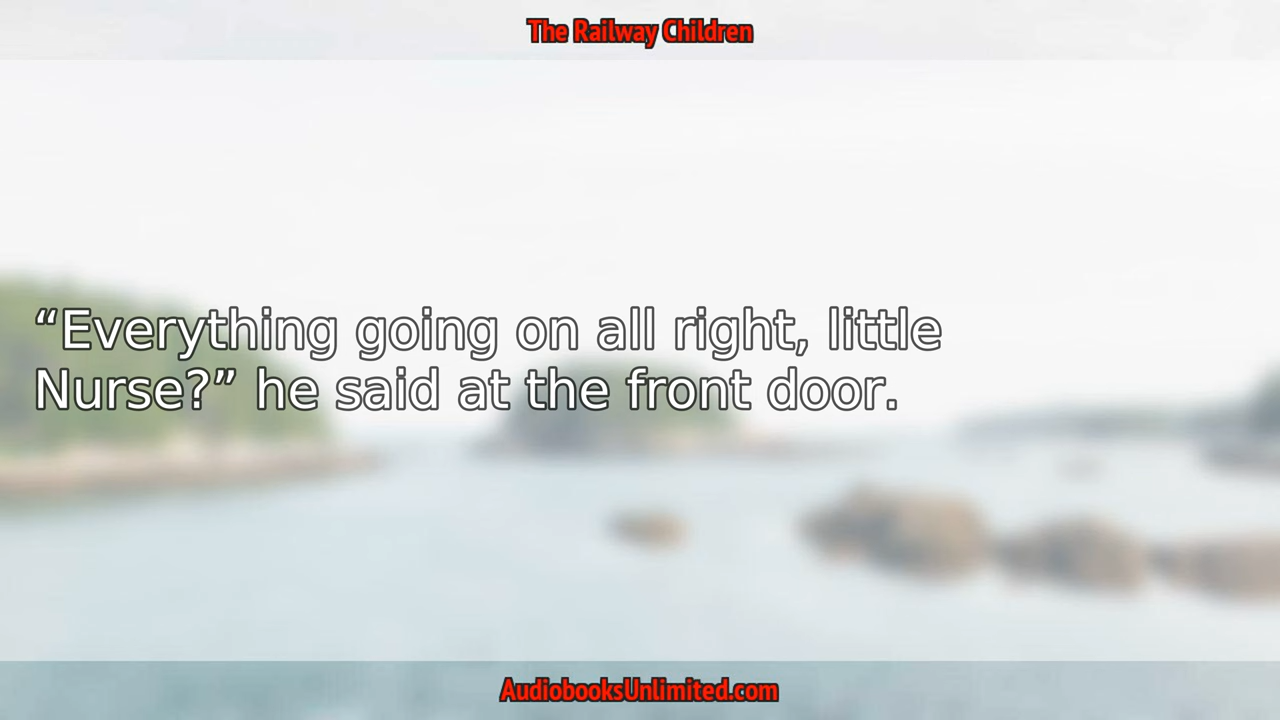 The Railway Children
“Everything going on all right, little
Nurse?” he said at the front door.
AudiobooksUnlimited.com